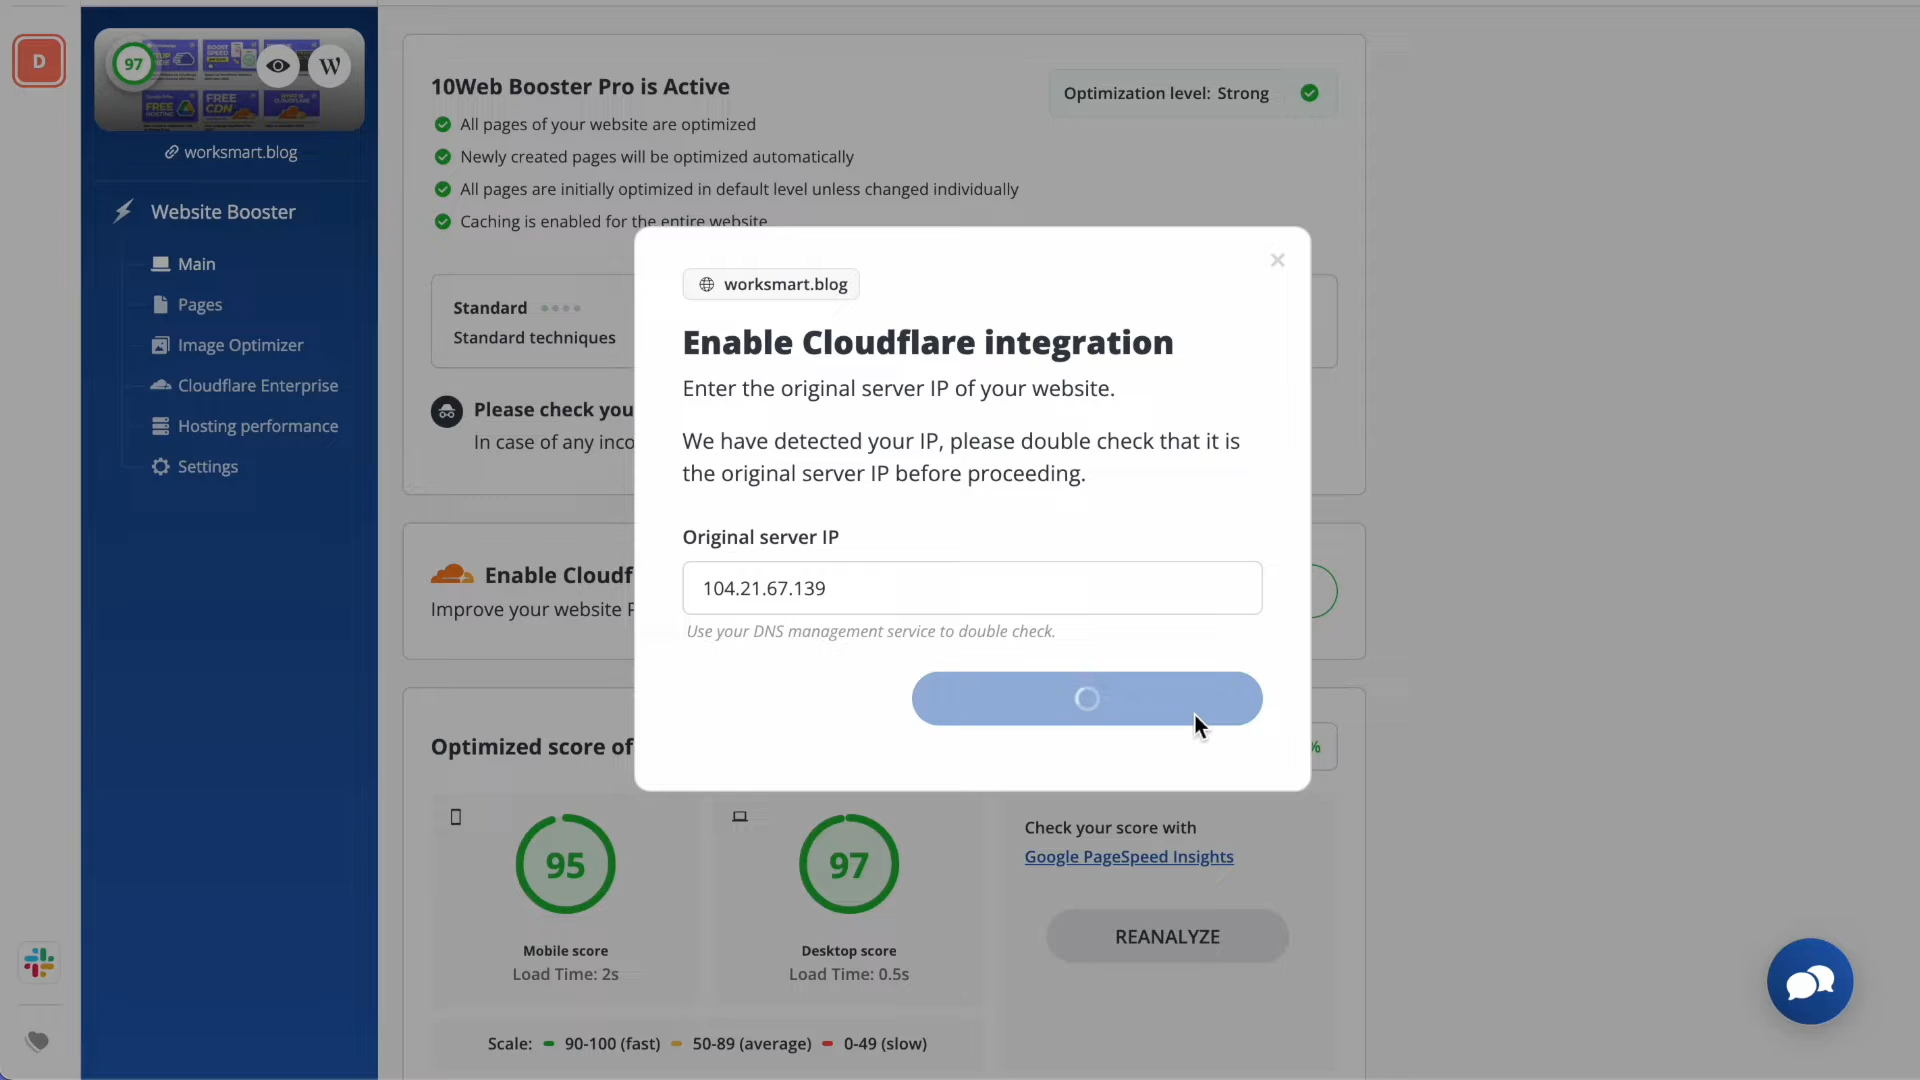 D
97
W
worksmart.blog
Website Booster
Main
Pages
Image Optimizer
Cloudflare Enterprise
Hosting performance
Settings
10Web Booster Pro is Active
Optimization level: Strong
All pages of your website are optimized
Newly created pages will be optimized automatically
All pages are initially optimized in default level unless changed individually
Caching is enabled for the entire website
Standard
Standard techniques
Please check you
In case of any inco
Enable Cloudf
Improve your website
Optimized score of
%
worksmart.blog
Enable Cloudflare integration
Enter the original server IP of your website.
We have detected your IP, please double check that it is
the original server IP before proceeding.
Original server IP
104.21.67.139
Use your DNS management service to double check.
95
Mobile score
Load Time: 2s
97
Desktop score
Load Time: 0.5s
Check your score with
Google PageSpeed Insights
REANALYZE
Scale: 90-100 (fast) 50-89 (average) 0-49 (slow)